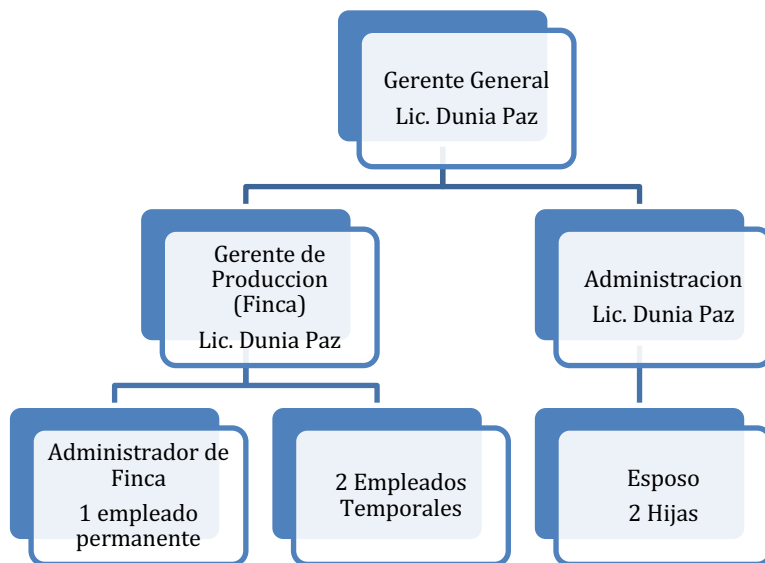 Gerente General
Lic. Dunia Paz
Gerente de
Produccion
(Finca)
Lic. Dunia Paz
Administracion
Lic. Dunia Paz
Administrador de
Finca
1 empleado
permanente
2 Empleados
Temporales
Esposo
2 Hijas